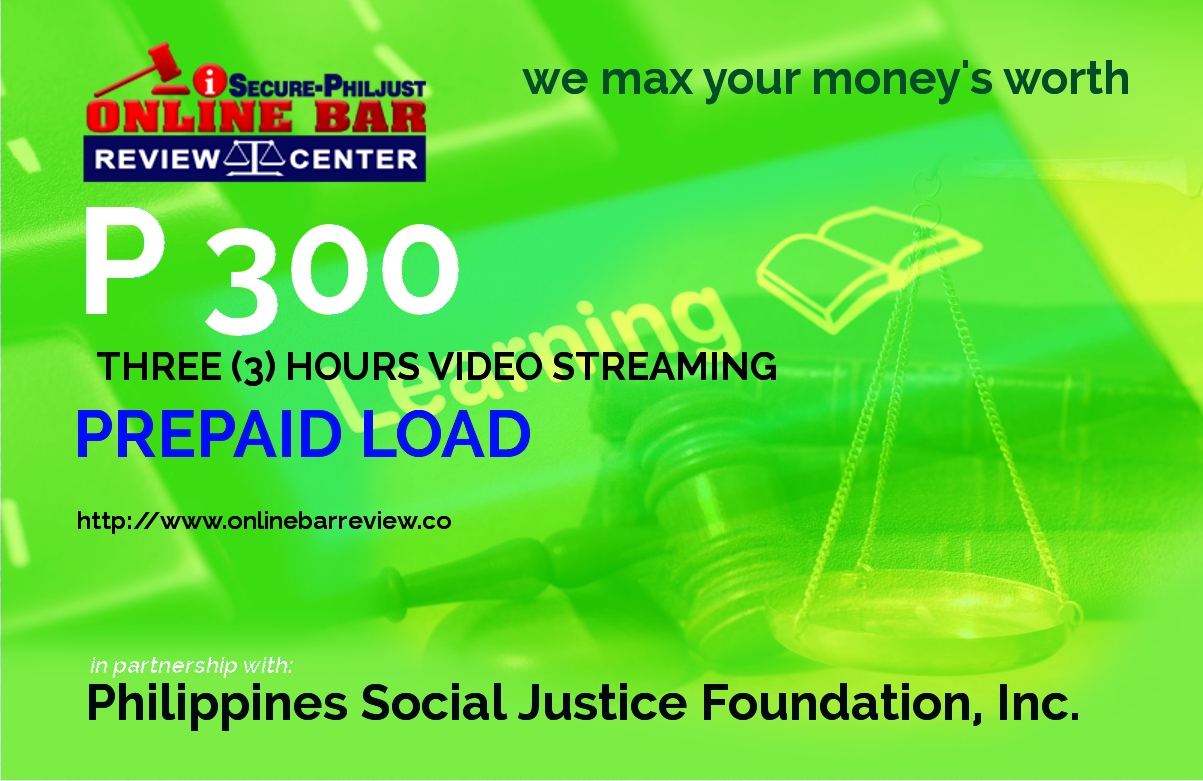 i SECURE-PHILJUST
ONLINE BAR
REVIEW CENTER
we max your money's worth
P 300
Learning
THREE (3) HOURS VIDEO STREAMING
PREPAID LOAD
http://www.onlinebarreview.co
in partnership with:
Philippines Social Justice Foundation, Inc.